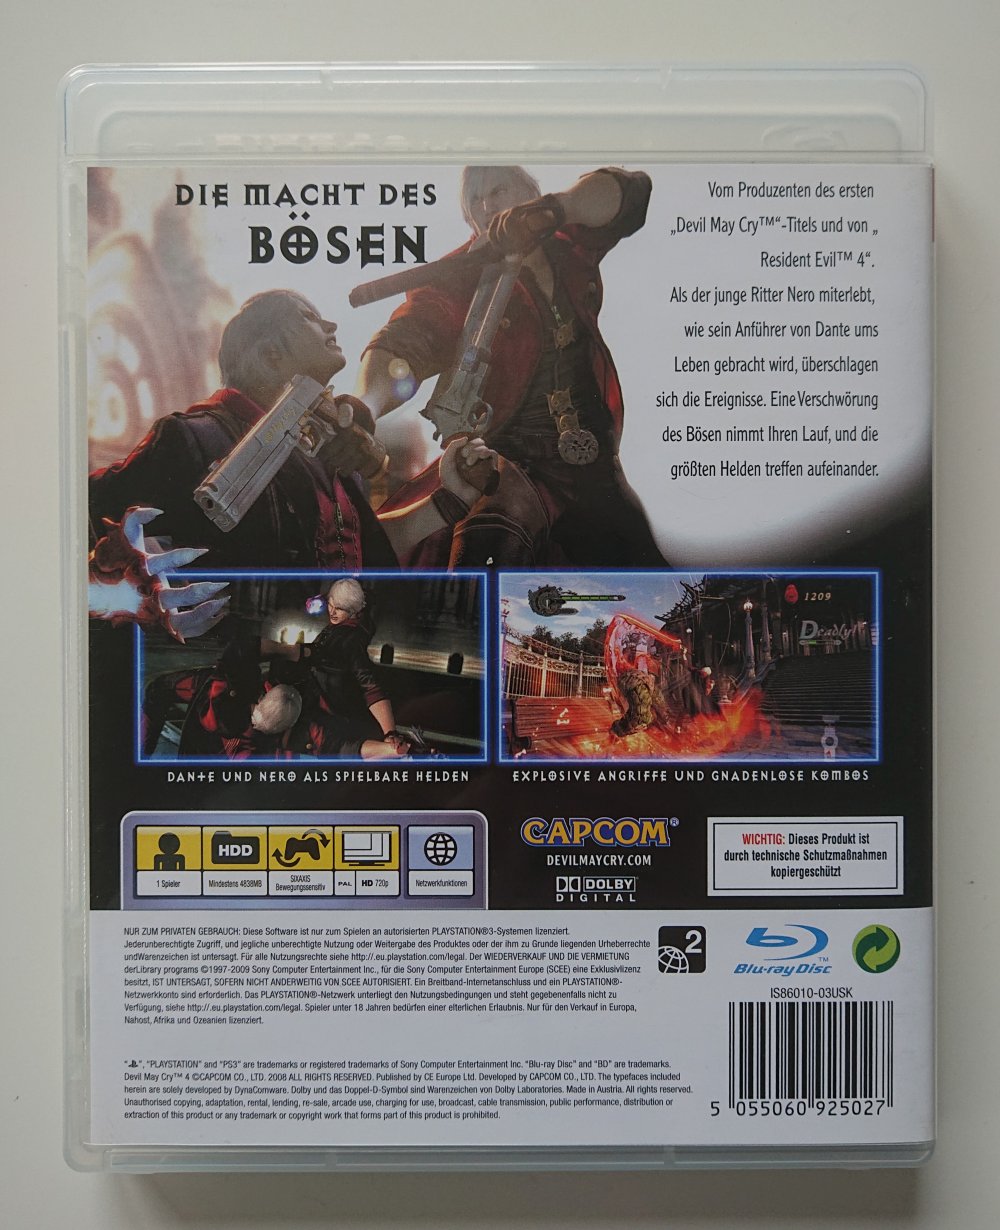 DIE MACHT DES
BÖSEN
Vom Produzenten des ersten
„Devil May Cry™“-Titels und von „
Resident Evil™ 4“.
Als der junge Ritter Nero miterlebt,
wie sein Anführer von Dante ums
Leben gebracht wird, überschlagen
sich die Ereignisse. Eine Verschwörung
des Bösen nimmt Ihren Lauf, und die
größten Helden treffen aufeinander.
1209
Deadly!
DANTE UND NERO ALS SPIELBARE HELDEN
EXPLOSIVE ANGRIFFE UND GNADENLOSE KOMBOS
1 Spieler
HDD
Mindestens 4838MB
SIXAXIS
Bewegungssensitiv
PAL HD 720p
Netzwerkfunktionen
CAPCOM®
DEVILMAYCRY.COM
DOLBY
DIGITAL
WICHTIG: Dieses Produkt ist
durch technische Schutzmaßnahmen
kopiergeschützt
NUR ZUM PRIVATEN GEBRAUCH: Diese Software ist nur zum Spielen an autorisierten PLAYSTATION®3-Systemen lizenziert.
Jederunberechtigte Zugriff, und jegliche unberechtigte Nutzung oder Weitergabe des Produktes oder der ihm zu Grunde liegenden Urheberrechte
undWarenzeichen ist untersagt. Für alle Nutzungsrechte siehe http://.eu.playstation.com/legal. DER WIEDERVERKAUF UND DIE VERMIETUNG
derLibrary programs ©1997-2009 Sony Computer Entertainment Inc., für die Sony Computer Entertainment Europe (SCEE) eine Exklusivlizenz
besitzt, IST UNTERSAGT, SOFERN NICHT ANDERWEITIG VON SCEE AUTORISIERT. Ein Breitband-Internetanschluss und ein PLAYSTATION®-
Netzwerkkonto sind erforderlich. Das PLAYSTATION®-Netzwerk unterliegt den Nutzungsbedingungen und steht gegebenenfalls nicht zu
Verfügung, siehe http://.eu.playstation.com/legal. Spieler unter 18 Jahren bedürfen einer elterlichen Erlaubnis. Nur für den Verkauf in Europa,
Nahost, Afrika und Ozeanien lizenziert.
2
Blu-ray Disc™
IS86010-03USK
"", "PLAYSTATION" and "PS3" are trademarks or registered trademarks of Sony Computer Entertainment Inc. "Blu-ray Disc" and "BD" are trademarks.
Devil May Cry™ 4 ©CAPCOM CO., LTD. 2008 ALL RIGHTS RESERVED. Published by CE Europe Ltd. Developed by CAPCOM CO., LTD. The typefaces included
herein are solely developed by DynaComware. Dolby und das Doppel-D-Symbol sind Warenzeichen von Dolby Laboratories. Made in Austria. All rights reserved.
Unauthorised copying, adaptation, rental, lending, re-sale, arcade use, charging for use, broadcast, cable transmission, public performance, distribution or
extraction of this product or any trademark or copyright work that forms part of this product is prohibited.
5 055060 925027